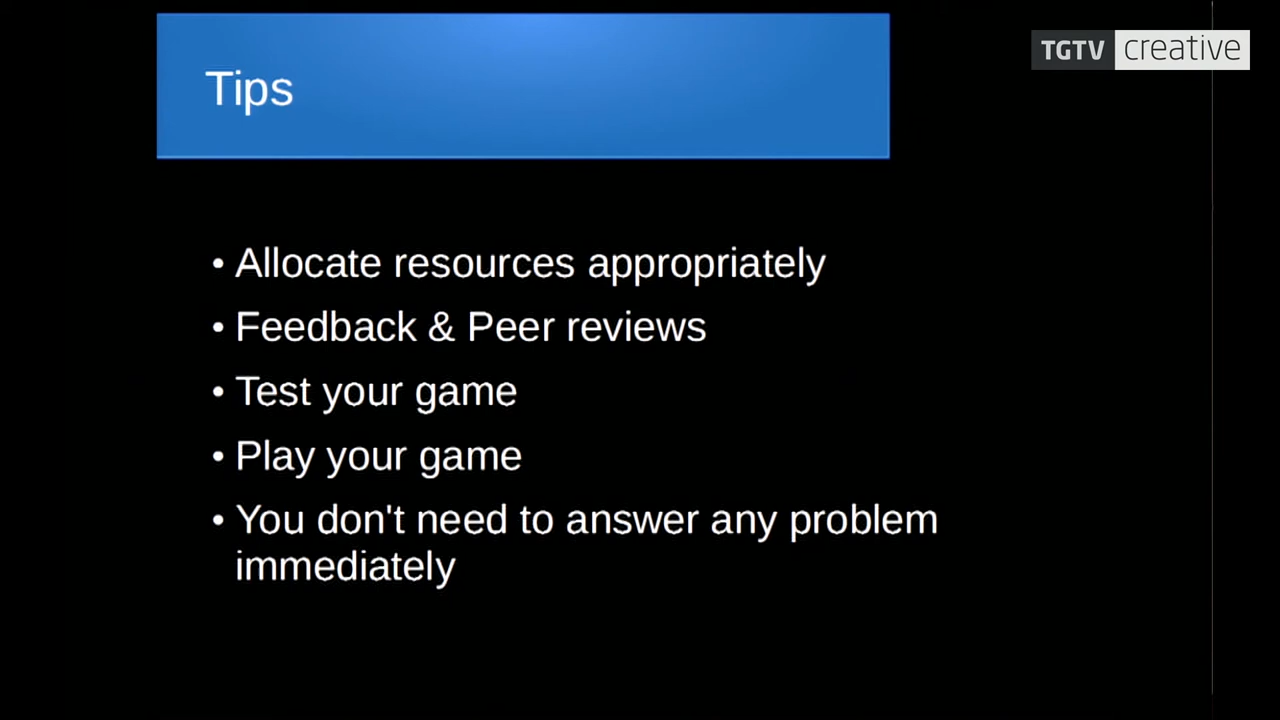 TGTV creative
Tips
• Allocate resources appropriately
• Feedback & Peer reviews
• Test your game
• Play your game
• You don't need to answer any problem
immediately